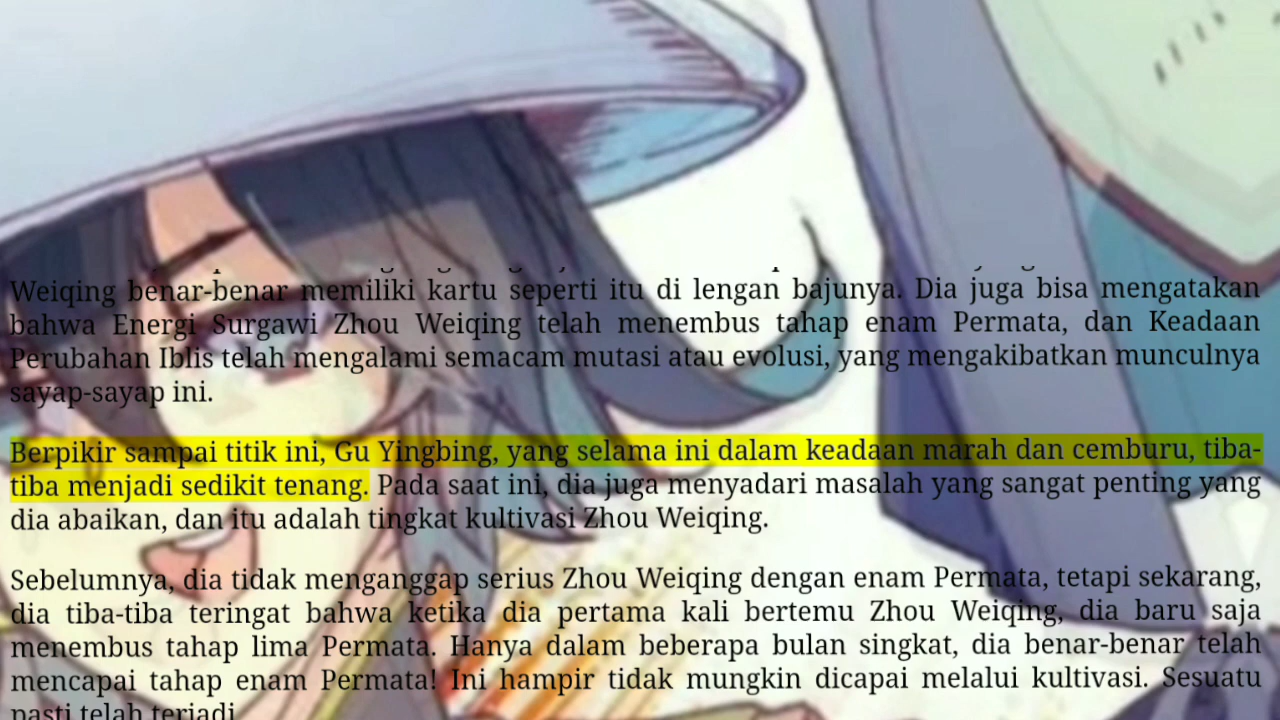 Weiqing benar-benar memiliki kartu seperti itu di lengan bajunya. Dia juga bisa mengatakan
bahwa Energi Surgawi Zhou Weiqing telah menembus tahap enam Permata, dan Keadaan
Perubahan Iblis telah mengalami semacam mutasi atau evolusi, yang mengakibatkan munculnya
sayap-sayap ini.
Berpikir sampai titik ini, Gu Yingbing, yang selama ini dalam keadaan marah dan cemburu, tiba-
tiba menjadi sedikit tenang. Pada saat ini, dia juga menyadari masalah yang sangat penting yang
dia abaikan, dan itu adalah tingkat kultivasi Zhou Weiqing.
Sebelumnya, dia tidak menganggap serius Zhou Weiqing dengan enam Permata, tetapi sekarang,
dia tiba-tiba teringat bahwa ketika dia pertama kali bertemu Zhou Weiqing, dia baru saja
menembus tahap lima Permata. Hanya dalam beberapa bulan singkat, dia benar-benar telah
mencapai tahap enam Permata! Ini hampir tidak mungkin dicapai melalui kultivasi. Sesuatu
pasti telah terjadi